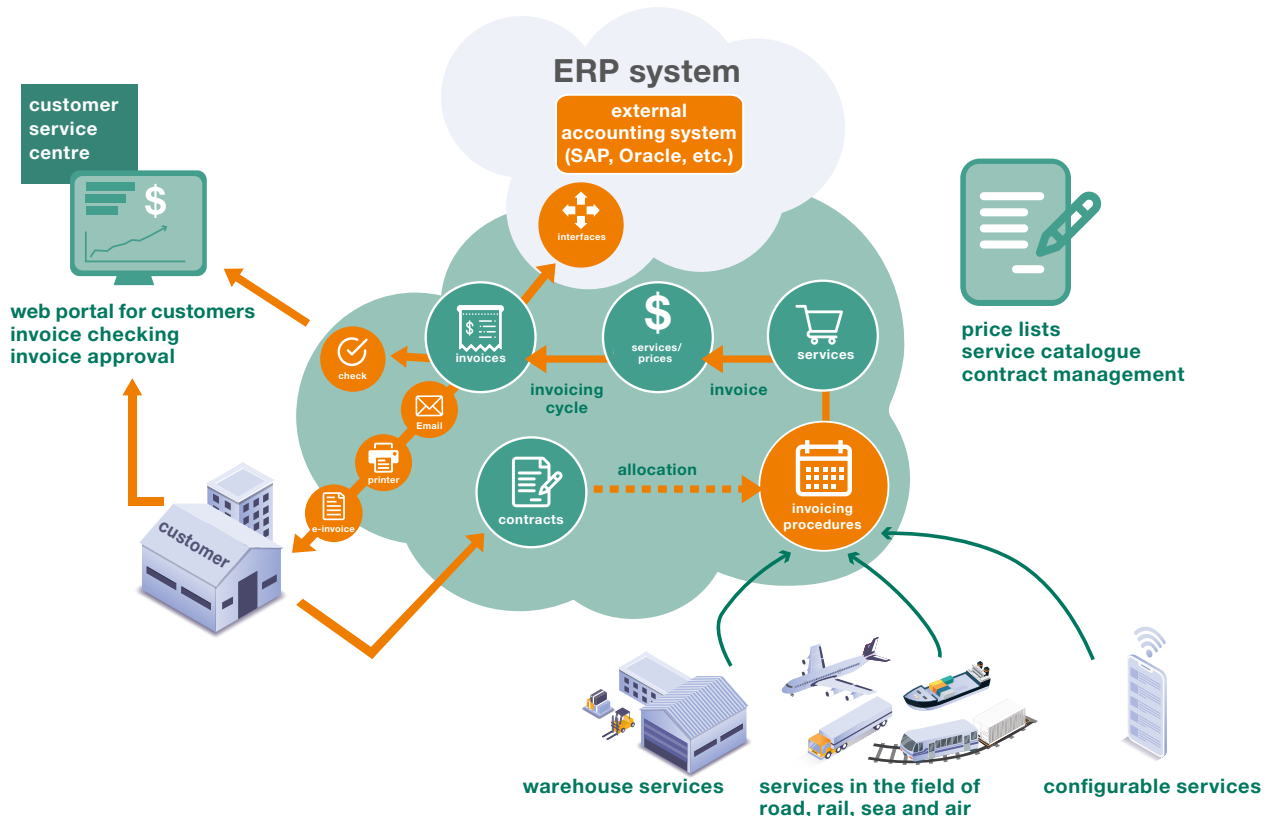 ERP system
external
accounting system
(SAP, Oracle, etc.)
customer
service
centre
$
web portal for customers
invoice checking
invoice approval
price lists
service catalogue
contract management
interfaces
$
invoices
$
services/
prices
services
check
invoicing
cycle
invoice
Email
printer
e-invoice
contracts
allocation
invoicing
procedures
customer
warehouse services
services in the field of
road, rail, sea and air
configurable services